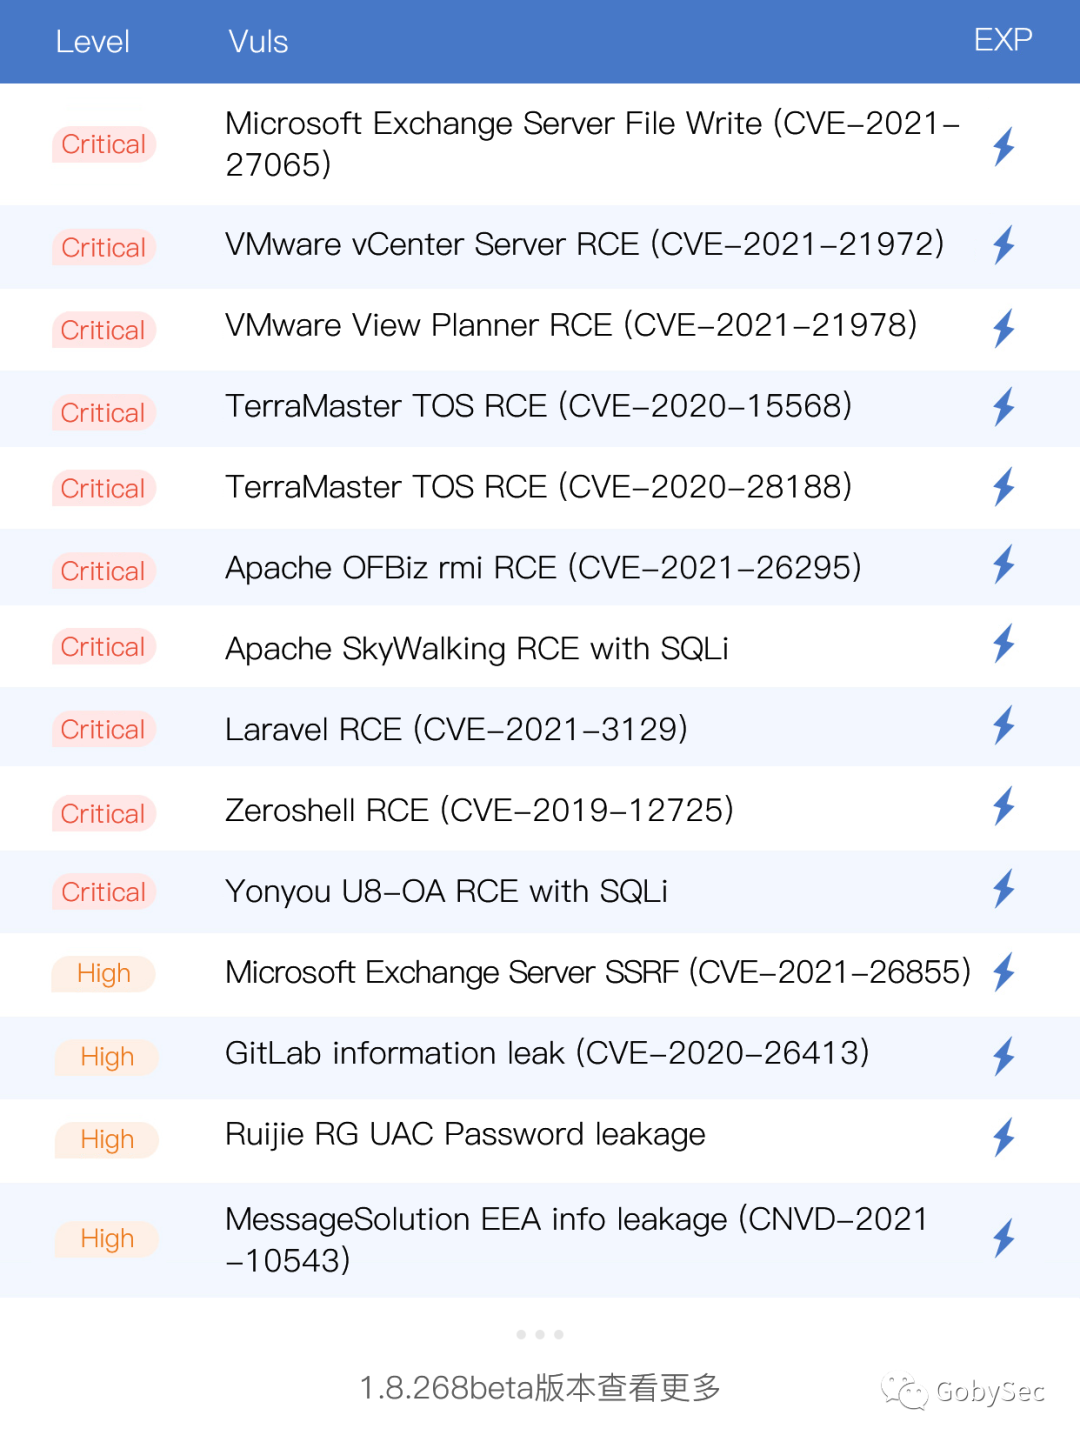 Level Vuls EXP
Critical Microsoft Exchange Server File Write (CVE-2021-
27065)
Critical VMware vCenter Server RCE (CVE-2021-21972)
Critical VMware View Planner RCE (CVE-2021-21978)
Critical TerraMaster TOS RCE (CVE-2020-15568)
Critical TerraMaster TOS RCE (CVE-2020-28188)
Critical Apache OFBiz rmi RCE (CVE-2021-26295)
Critical Apache SkyWalking RCE with SQLi
Critical Laravel RCE (CVE-2021-3129)
Critical Zeroshell RCE (CVE-2019-12725)
Critical Yonyou U8-OA RCE with SQLi
High Microsoft Exchange Server SSRF (CVE-2021-26855)
High GitLab information leak (CVE-2020-26413)
High Ruijie RG UAC Password leakage
High MessageSolution EEA info leakage (CNVD-2021
-10543)
1.8.268beta版本查看更多
GobySec